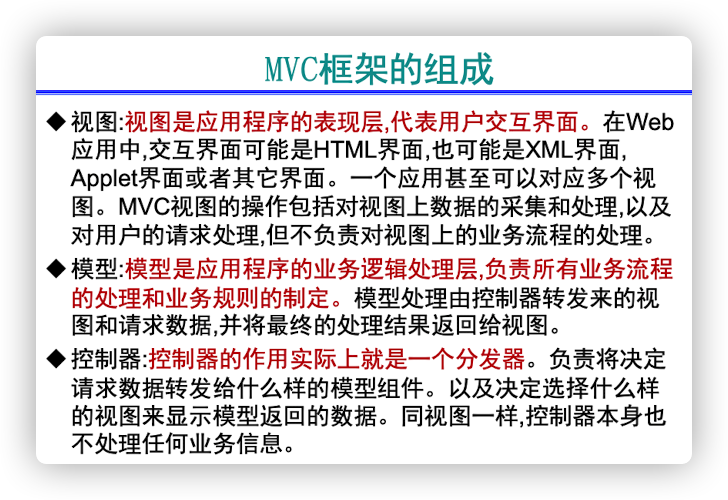 MVC框架的组成
◆视图:视图是应用程序的表现层,代表用户交互界面。在Web
应用中,交互界面可能是HTML界面,也可能是XML界面,
Applet界面或者其它界面。一个应用甚至可以对应多个视
图。MVC视图的操作包括对视图上数据的采集和处理,以及
对用户的请求处理,但不负责对视图上的业务流程的处理。
◆模型:模型是应用程序的业务逻辑处理层,负责所有业务流程
的处理和业务规则的制定。模型处理由控制器转发来的视
图和请求数据,并将最终的处理结果返回给视图。
◆控制器:控制器的作用实际上就是一个分发器。负责将决定
请求数据转发给什么样的模型组件。以及决定选择什么样
的视图来显示模型返回的数据。同视图一样,控制器本身也
不处理任何业务信息。